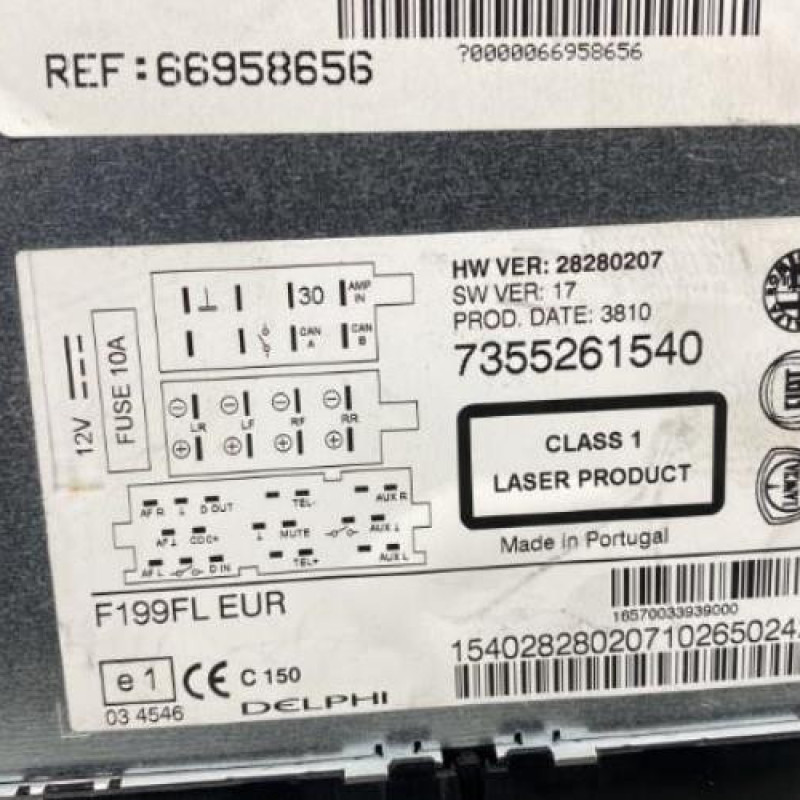 ?0000066958656
REF:66958656
HW VER: 28280207
SW VER: 17
PROD. DATE: 3810
7355261540
30 AMP IN
CAN A CAN B
12V
FUSE 10A
LR LF RF RR
CLASS 1
LASER PRODUCT
Made in Portugal
FIAT
LANCIA
AF R D OUT TEL- AUX R
CDC+ MUTE
AF L D IN TEL+ AUX L
F199FL EUR
16570033939000
e 1
CE C 150
03 4546
DELPHI